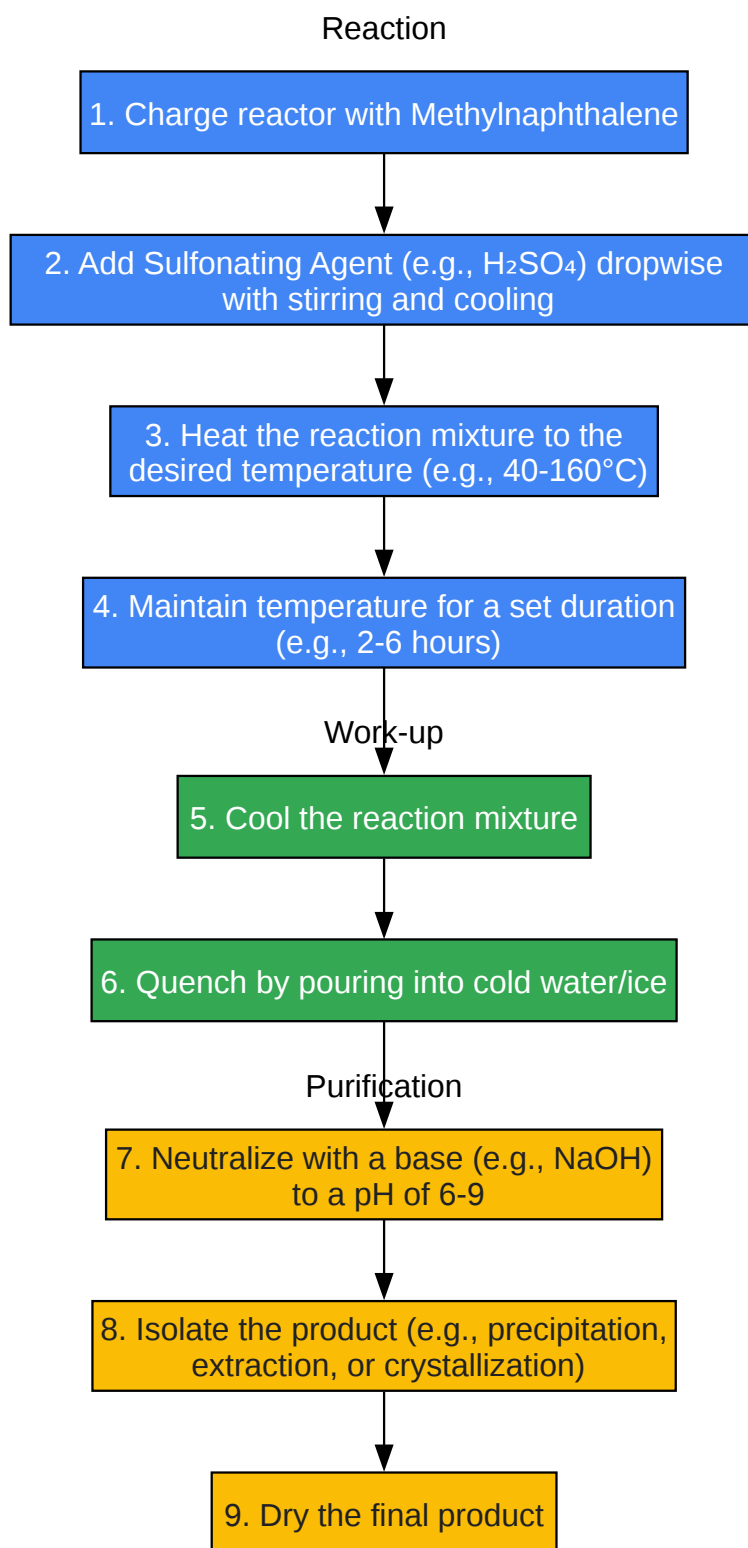 Reaction
1. Charge reactor with Methylnaphthalene
2. Add Sulfonating Agent (e.g., H₂SO₄) dropwise
with stirring and cooling
3. Heat the reaction mixture to the
desired temperature (e.g., 40-160°C)
4. Maintain temperature for a set duration
(e.g., 2-6 hours)
Work-up
5. Cool the reaction mixture
6. Quench by pouring into cold water/ice
Purification
7. Neutralize with a base (e.g., NaOH)
to a pH of 6-9
8. Isolate the product (e.g., precipitation,
extraction, or crystallization)
9. Dry the final product